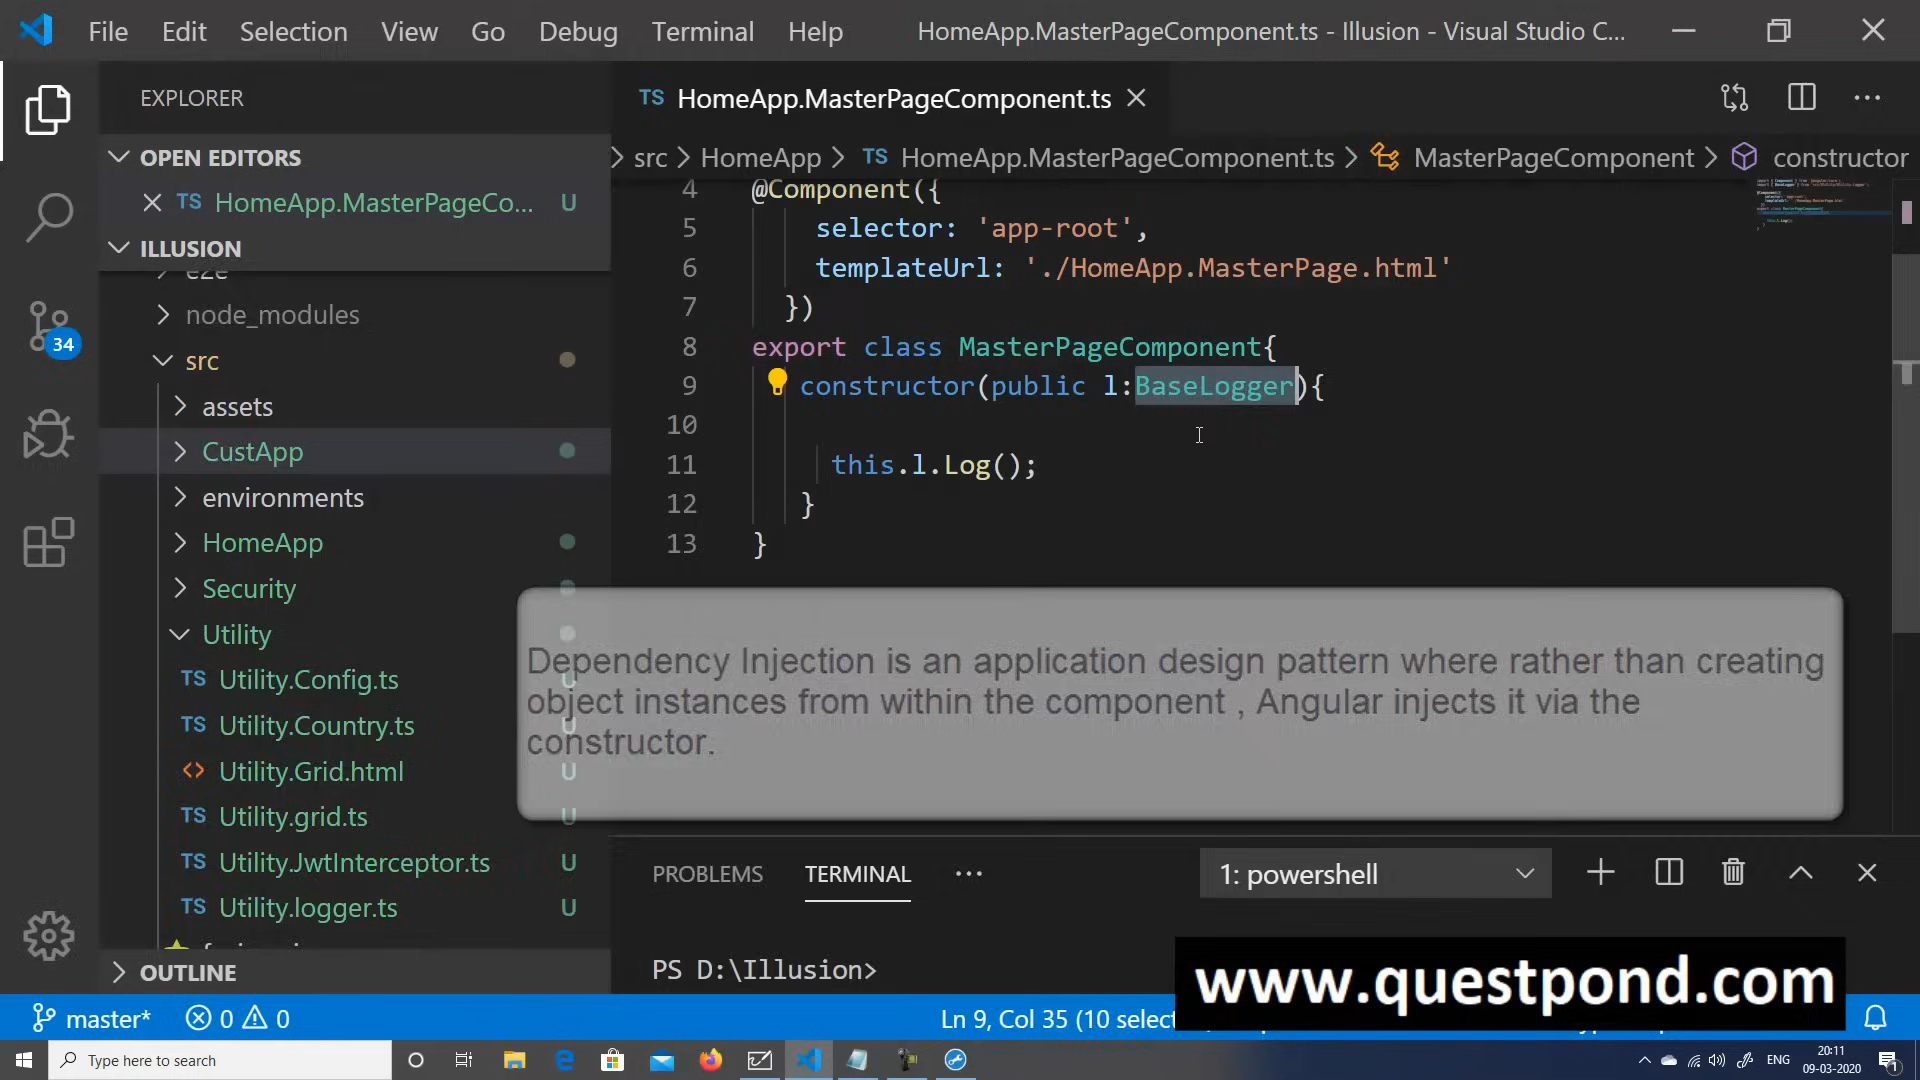 File Edit Selection View Go Debug Terminal Help HomeApp.MasterPageComponent.ts - Illusion - Visual Studio C...
EXPLORER
TS HomeApp.MasterPageComponent.ts
OPEN EDITORS
src > HomeApp > TS HomeApp.MasterPageComponent.ts > MasterPageComponent > constructor
TS HomeApp.MasterPageCo... U
ILLUSION
e2e
node_modules
34
src
assets
CustApp
environments
HomeApp
Security
Utility
TS Utility.Config.ts
TS Utility.Country.ts
<> Utility.Grid.html U
TS Utility.grid.ts U
TS Utility.JwtInterceptor.ts U
TS Utility.logger.ts U
OUTLINE
4 @Component({
5 selector: 'app-root',
6 templateUrl: './HomeApp.MasterPage.html'
7 })
8 export class MasterPageComponent{
9 constructor(public l:BaseLogger){
10
11 this.l.Log();
12 }
13 }
Dependency Injection is an application design pattern where rather than creating
object instances from within the component , Angular injects it via the
constructor.
PROBLEMS TERMINAL ... 1: powershell
PS D:\Illusion>
www.questpond.com
master* 0 0 Ln 9, Col 35 (10 select
Type here to search
ENG
20:11
09-03-2020
1